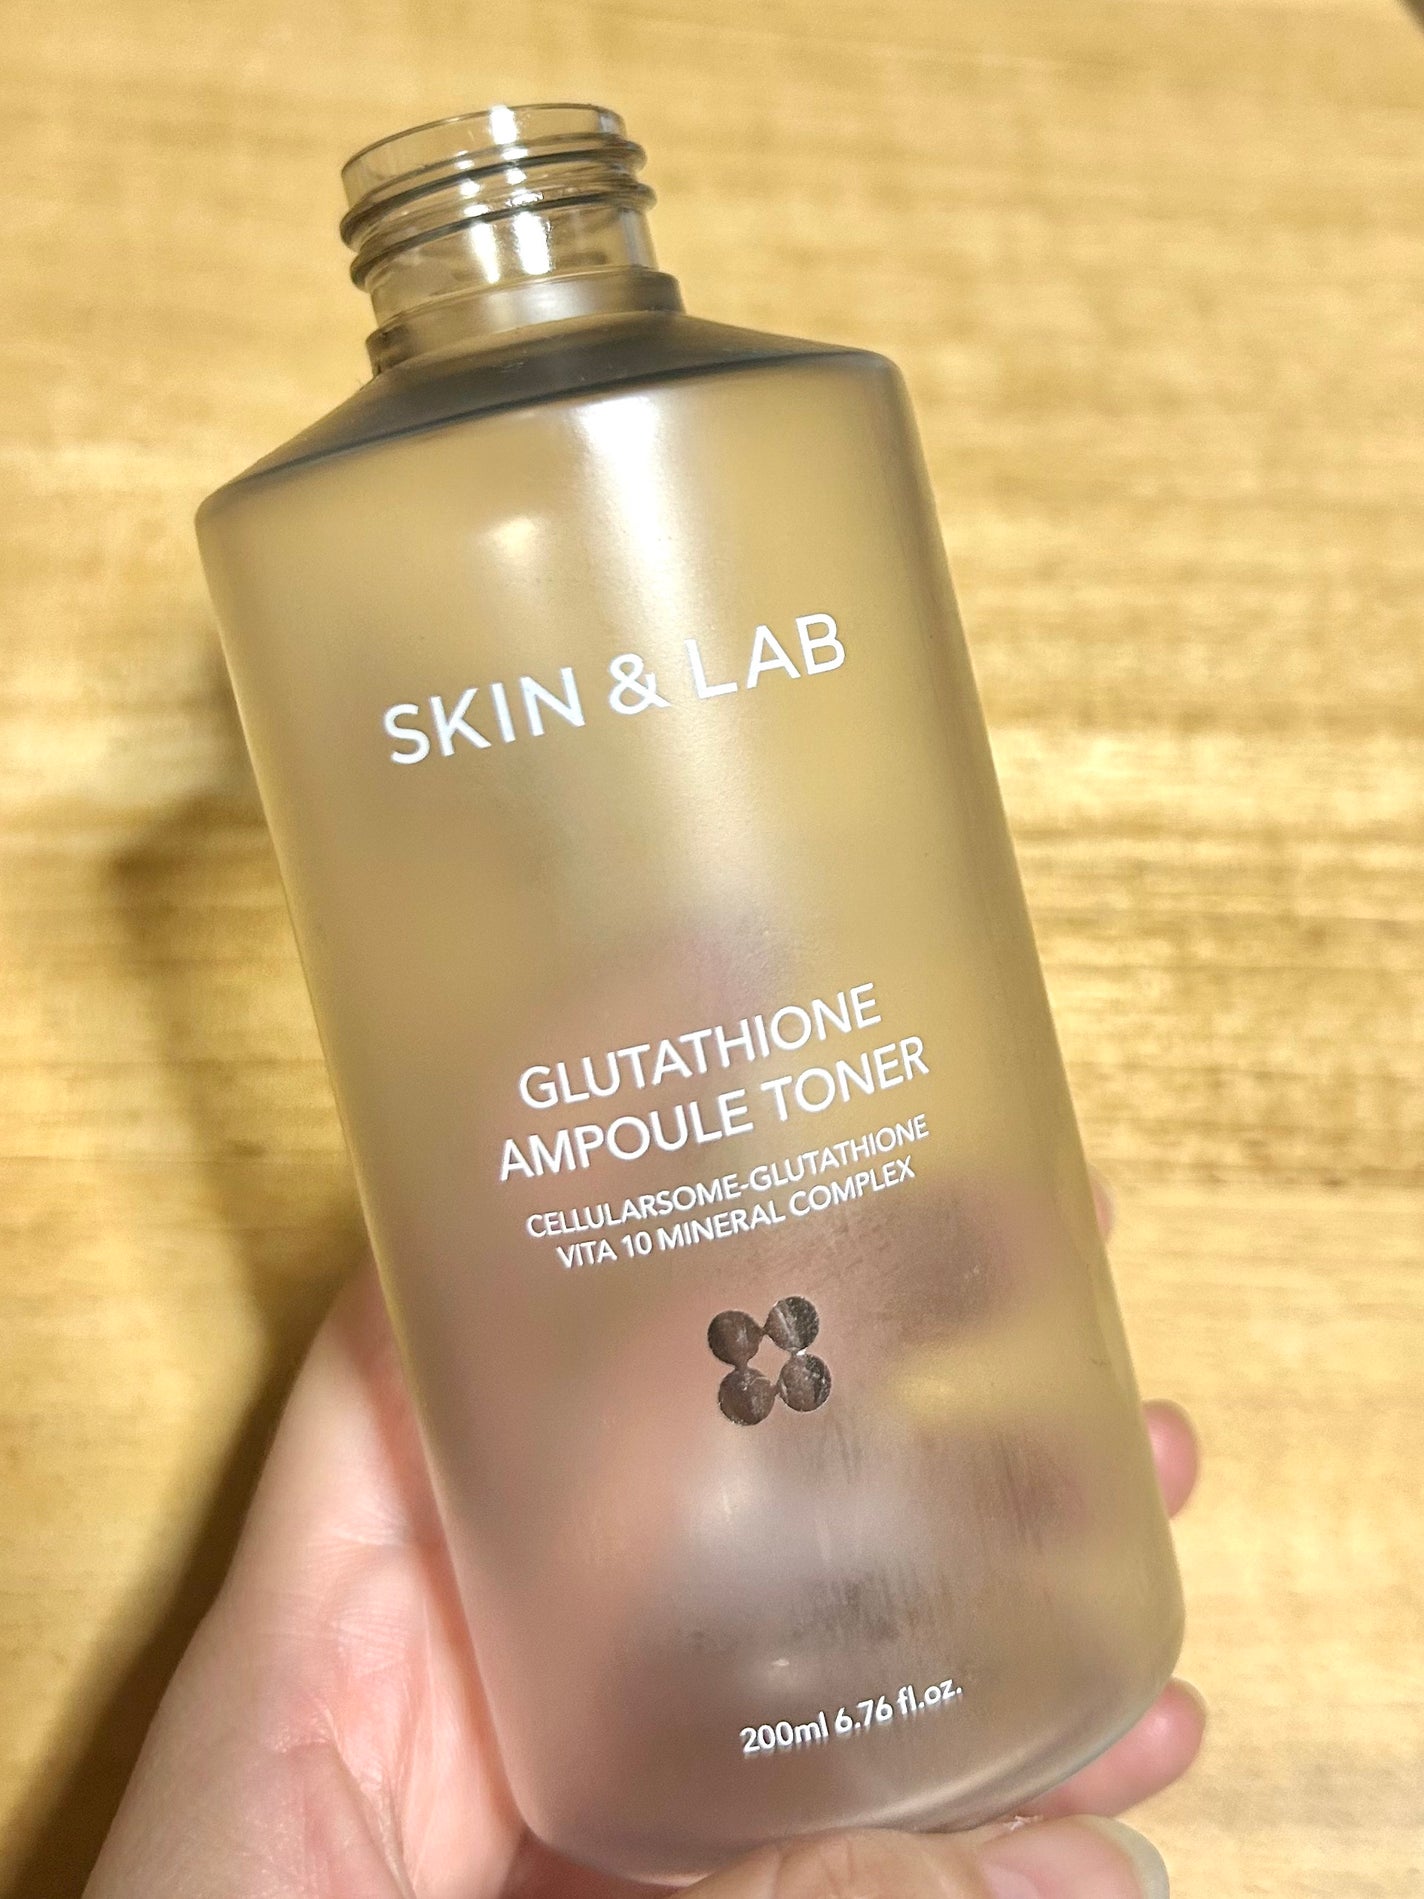 SKIN & LAB
GLUTATHIONE
AMPOULE TONER
CELLULARSOME-GLUTATHIONE
VITA 10 MINERAL COMPLEX
200ml 6.76 fl.oz.